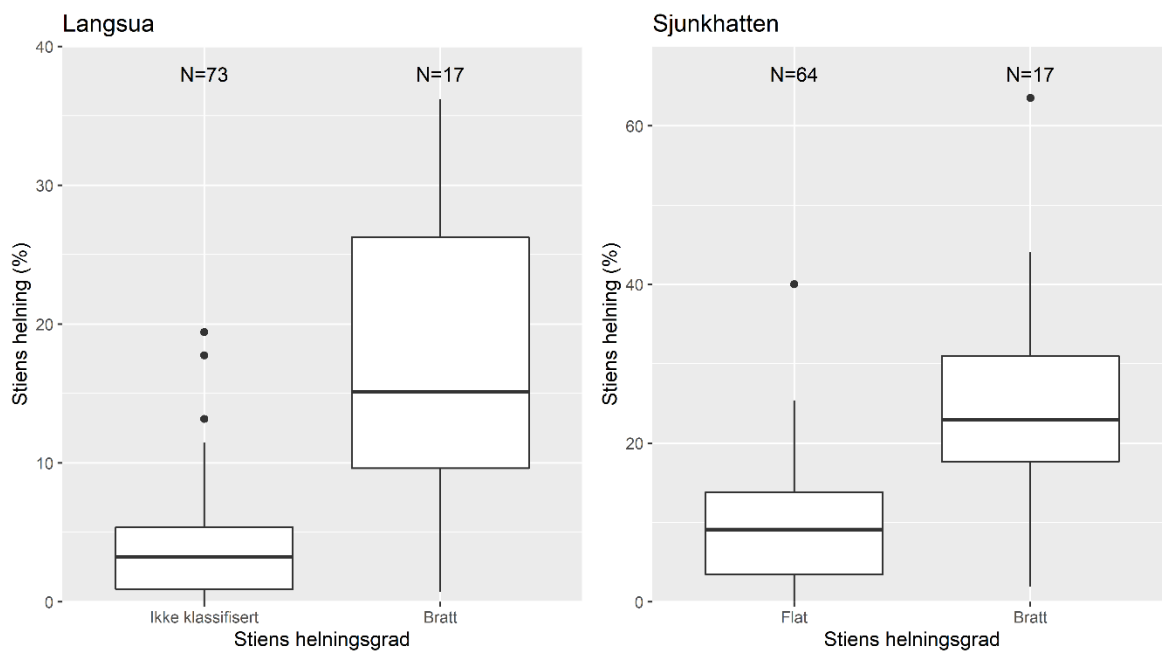 Langsua
Stiens helning (%)
40
30
20
10
0
N=73
N=17
Ikke klassifisert
Bratt
Stiens helningsgrad
Sjunkhatten
Stiens helning (%)
60
40
20
0
N=64
N=17
Flat
Bratt
Stiens helningsgrad